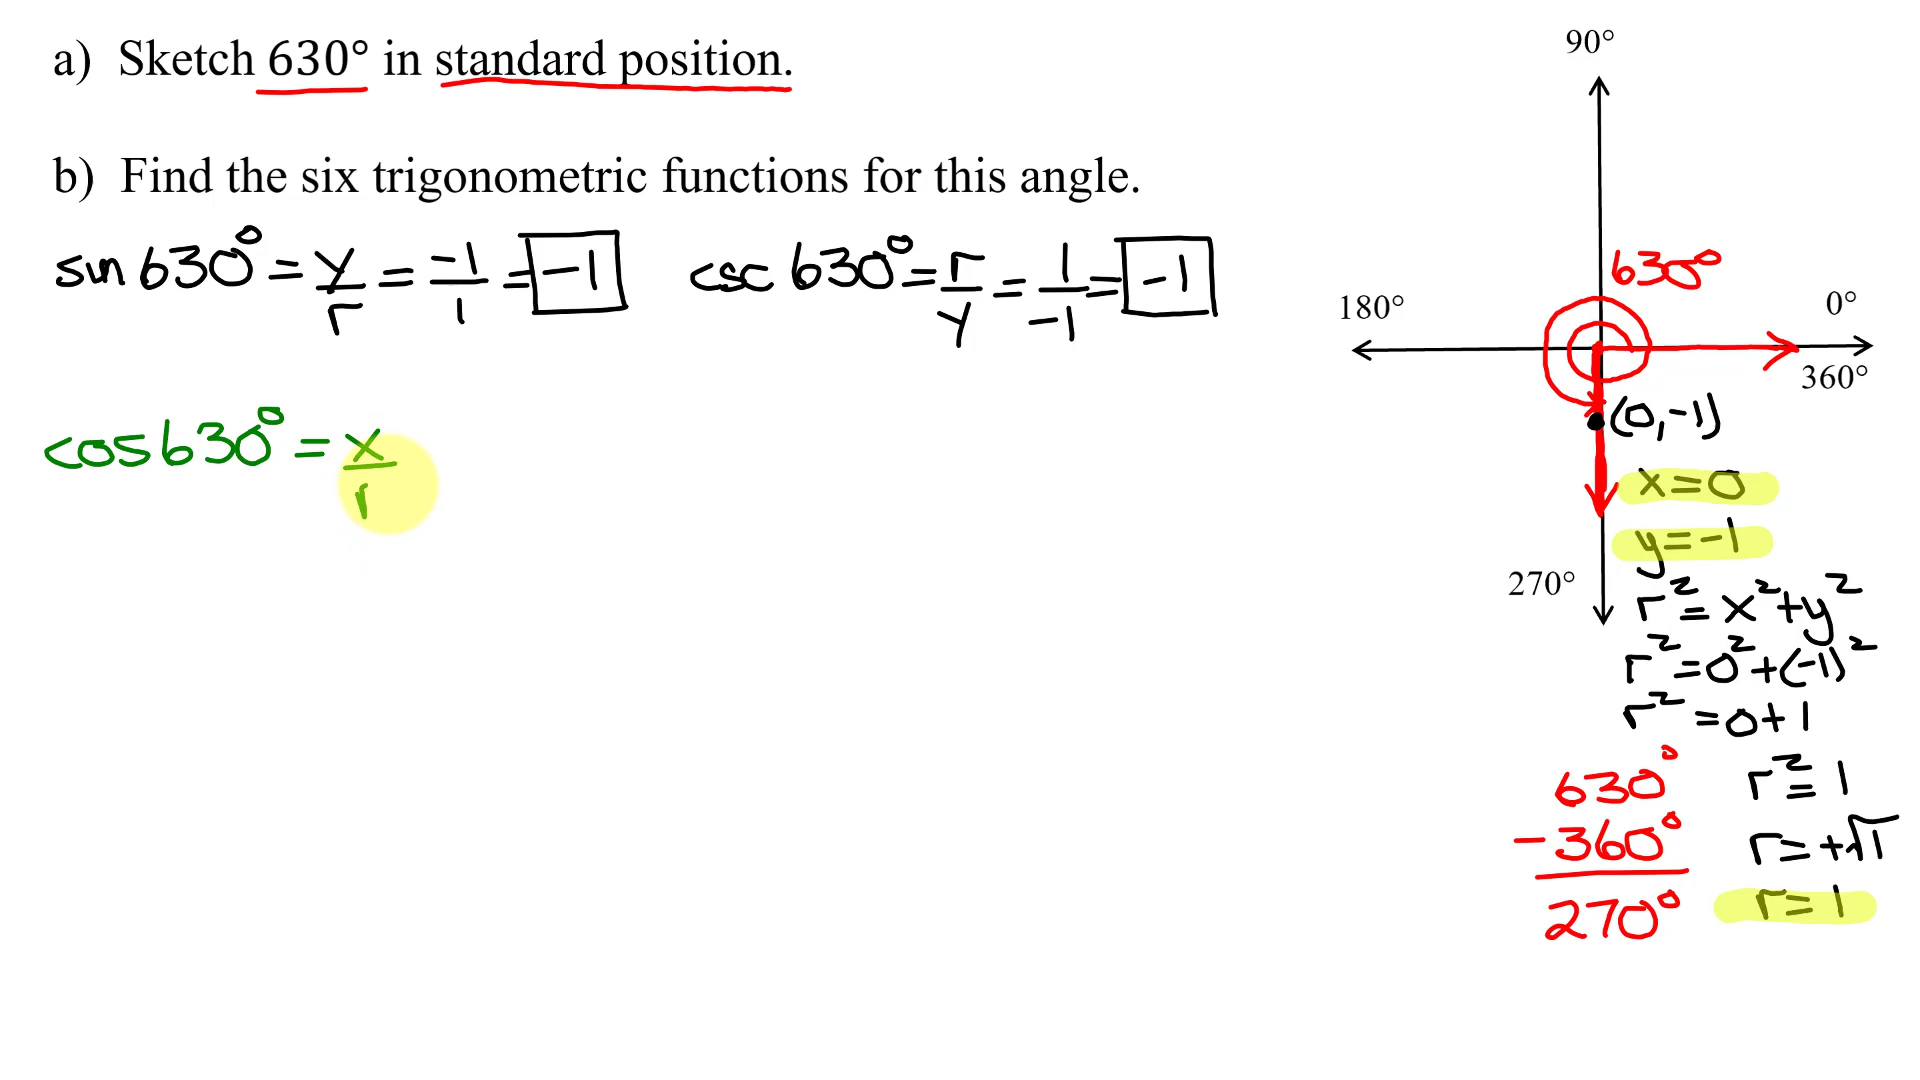 a) Sketch 630° in standard position.
b) Find the six trigonometric functions for this angle.
sin 630° = y/r = -1/1 = -1
csc 630° = r/y = 1/-1 = -1
cos 630° = x/r
90°
630°
180°
0°
360°
(0,-1)
x=0
y=-1
270°
r²=x²+y²
r²=0²+(-1)²
r²=0+1
630°
-360°
270°
r²=1
r=+√1
r=1